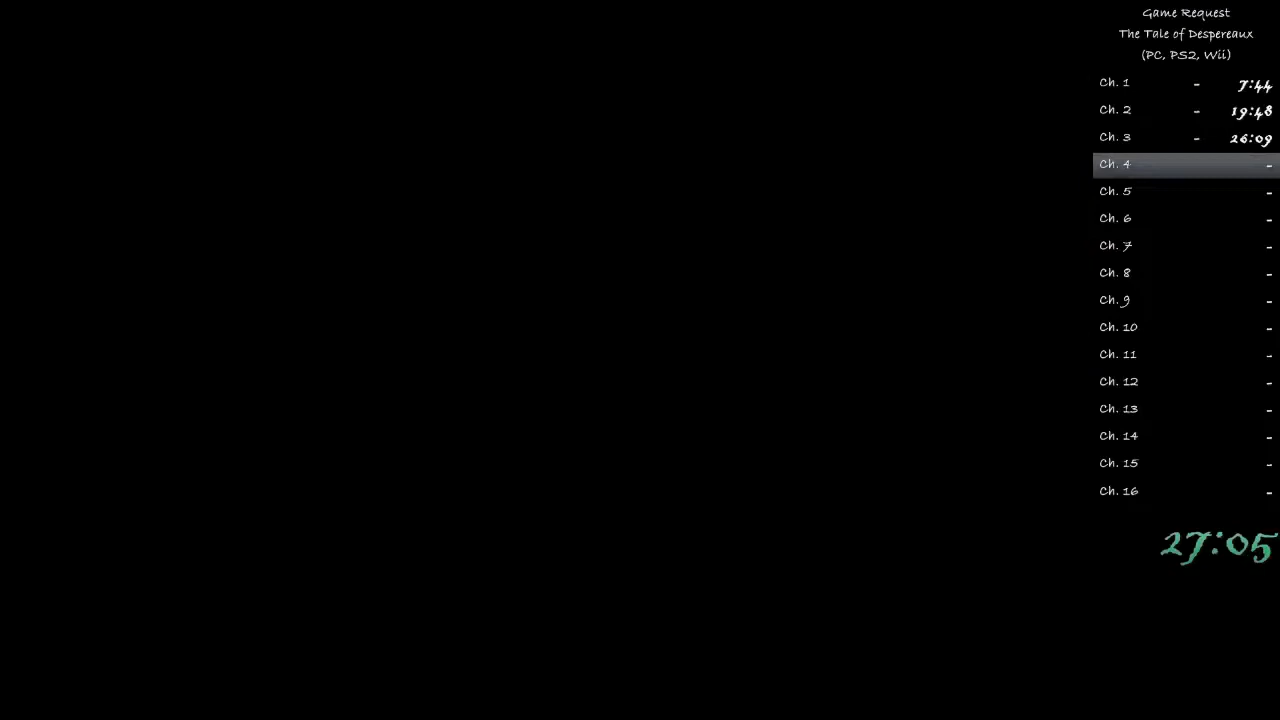 Game Request
The Tale of Despereaux
(PC, PS2, Wii)
Ch. 1 - 7:44
Ch. 2 - 19:48
Ch. 3 - 26:09
Ch. 4 -
Ch. 5 -
Ch. 6 -
Ch. 7 -
Ch. 8 -
Ch. 9 -
Ch. 10 -
Ch. 11 -
Ch. 12 -
Ch. 13 -
Ch. 14 -
Ch. 15 -
Ch. 16 -
27:05